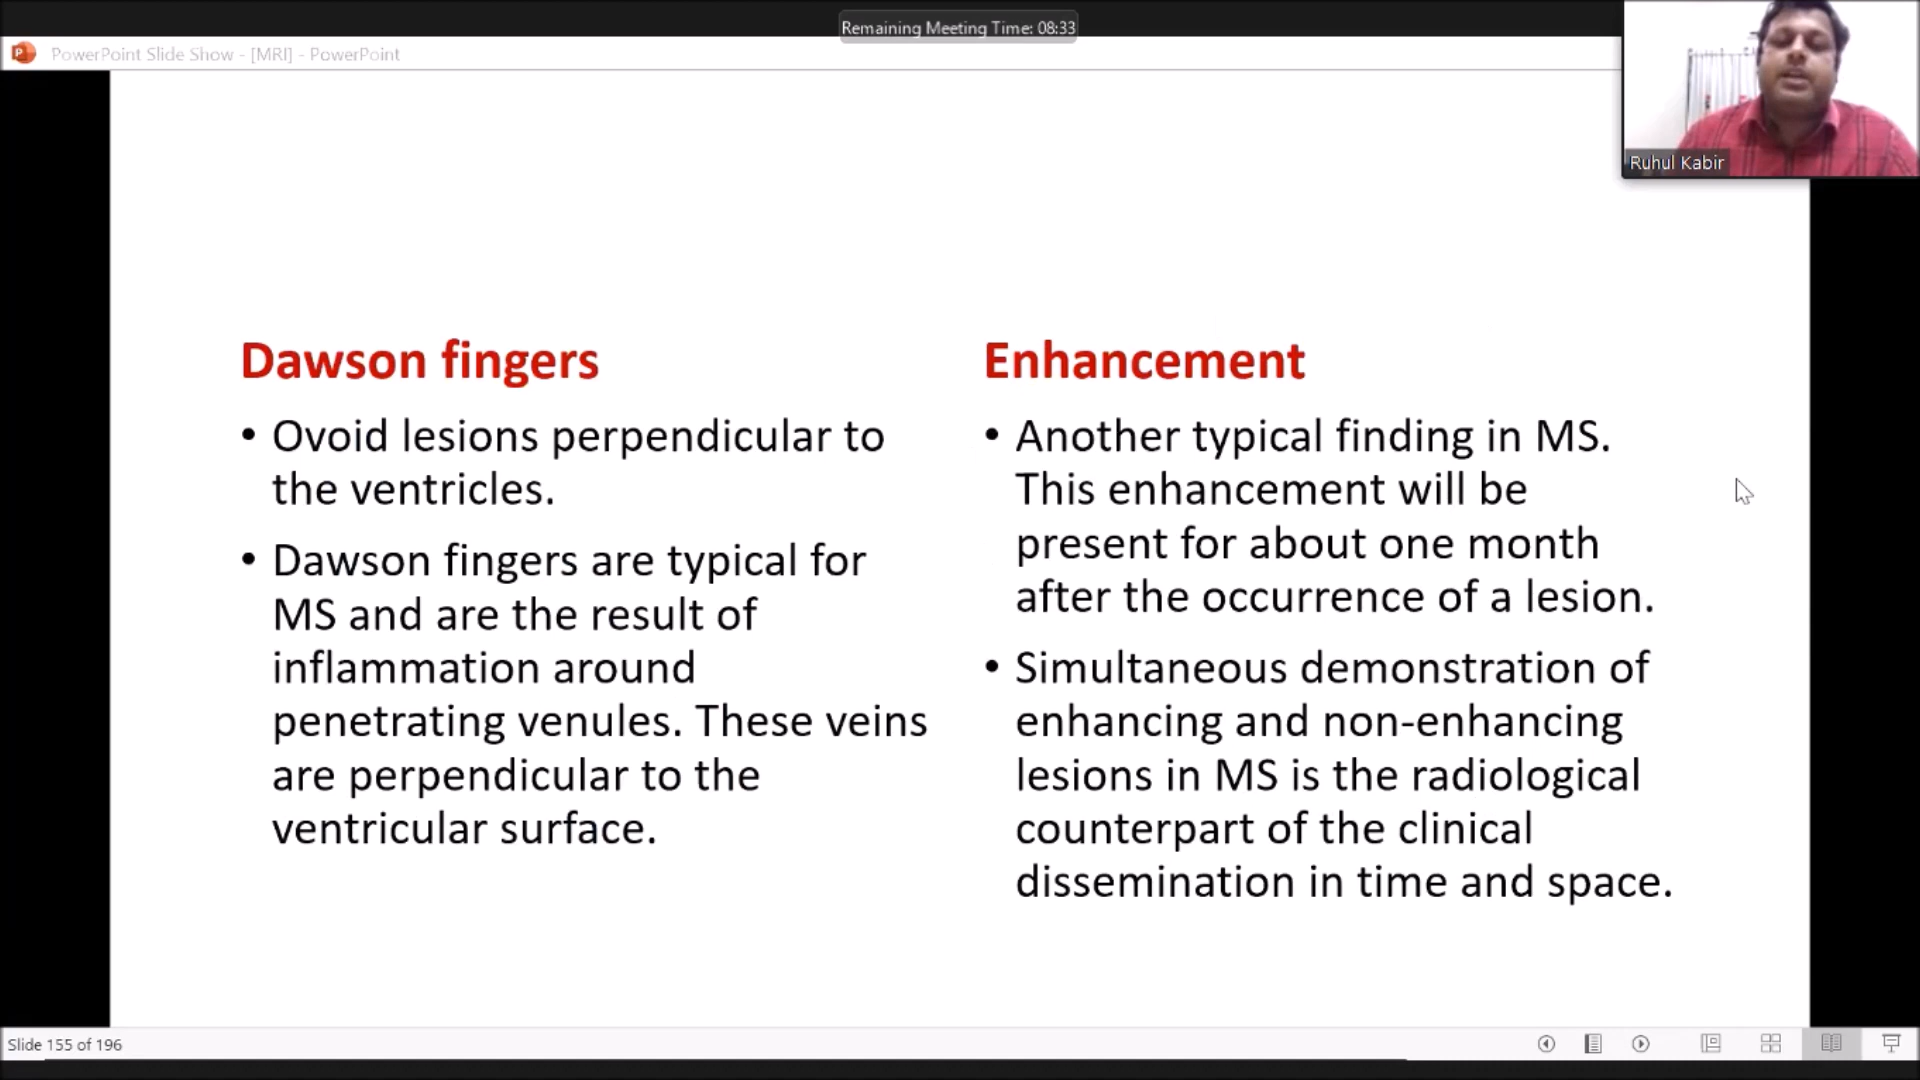 Remaining Meeting Time: 08:33
PowerPoint Slide Show - [MRI] - PowerPoint
Ruhul Kabir
Dawson fingers
• Ovoid lesions perpendicular to
the ventricles.
• Dawson fingers are typical for
MS and are the result of
inflammation around
penetrating venules. These veins
are perpendicular to the
ventricular surface.
Enhancement
• Another typical finding in MS.
This enhancement will be
present for about one month
after the occurrence of a lesion.
• Simultaneous demonstration of
enhancing and non-enhancing
lesions in MS is the radiological
counterpart of the clinical
dissemination in time and space.
Slide 155 of 196